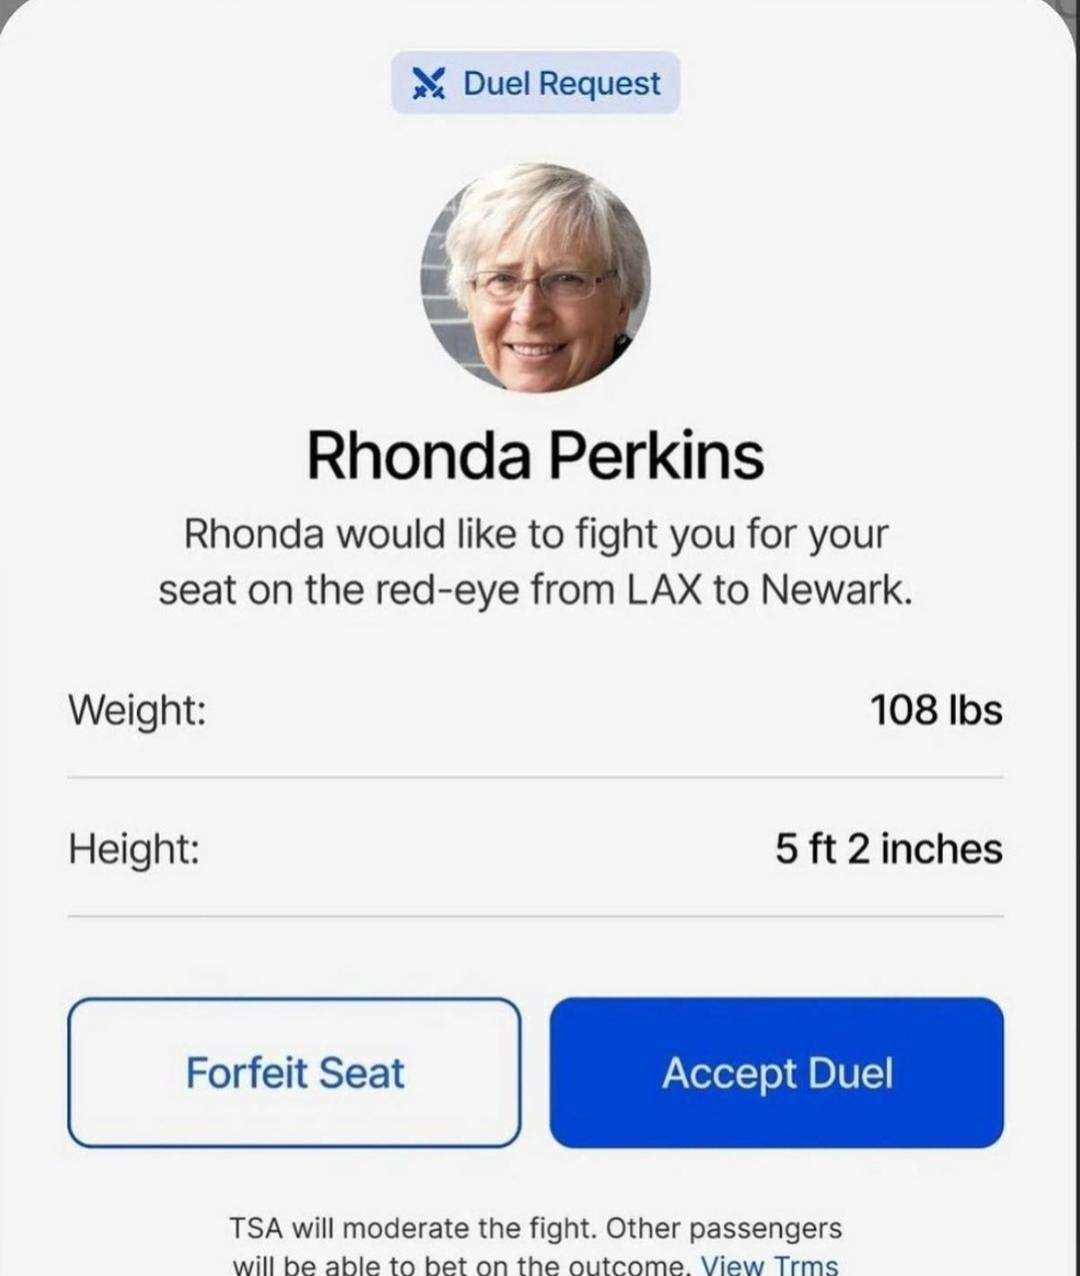 Duel Request
Rhonda Perkins
Rhonda would like to fight you for your
seat on the red-eye from LAX to Newark.
Weight:
108 lbs
Height:
5 ft 2 inches
Forfeit Seat
Accept Duel
TSA will moderate the fight. Other passengers
will be able to bet on the outcome. View Trms